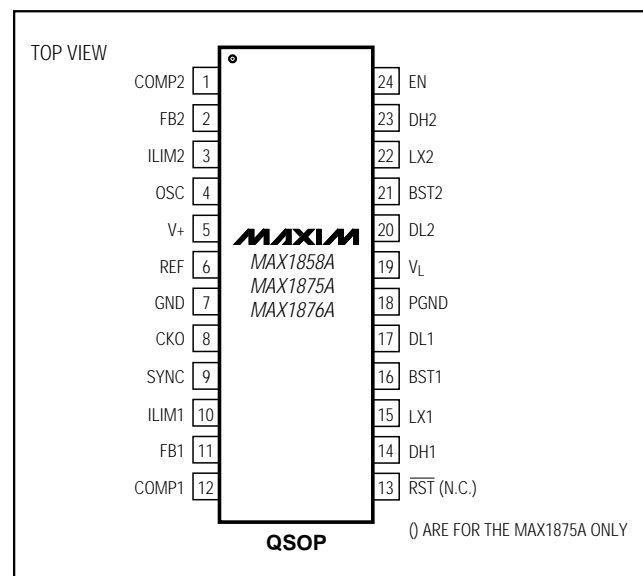 TOP VIEW
COMP2 1
FB2 2
ILIM2 3
OSC 4
V+ 5
REF 6
GND 7
CKO 8
SYNC 9
ILIM1 10
FB1 11
COMP1 12
MAXIM
MAX1858A
MAX1875A
MAX1876A
24 EN
23 DH2
22 LX2
21 BST2
20 DL2
19 VL
18 PGND
17 DL1
16 BST1
15 LX1
14 DH1
13 RST (N.C.)
QSOP
() ARE FOR THE MAX1875A ONLY